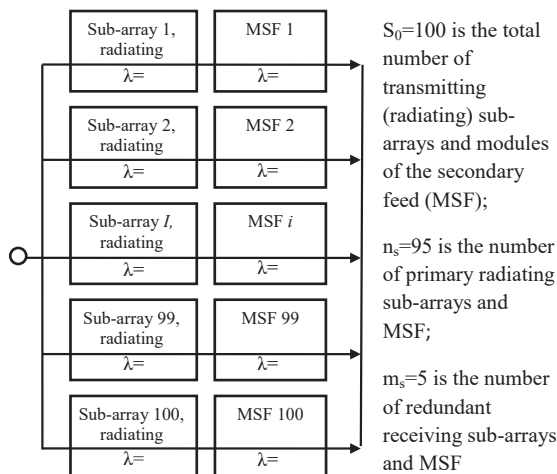 Sub-array 1,
radiating
λ=
MSF 1
λ=
Sub-array 2,
radiating
λ=
MSF 2
λ=
Sub-array I,
radiating
λ=
MSF i
λ=
Sub-array 99,
radiating
λ=
MSF 99
λ=
Sub-array 100,
radiating
λ=
MSF 100
λ=
S₀=100 is the total
number of
transmitting
(radiating) sub-
arrays and modules
of the secondary
feed (MSF);
nₛ=95 is the number
of primary radiating
sub-arrays and
MSF;
mₛ=5 is the number
of redundant
receiving sub-arrays
and MSF